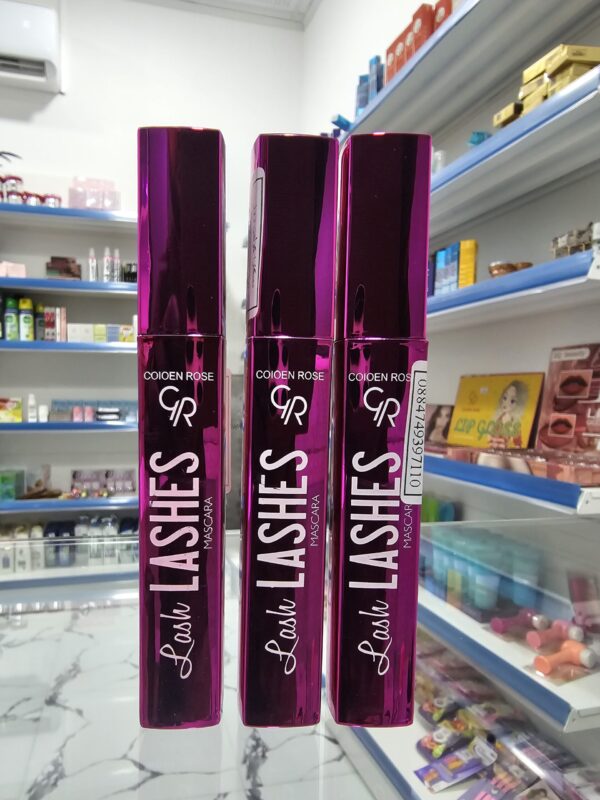 COIOEN ROSE
GR
Lash LASHES
MASCARA
COIOEN ROSE
GR
Lash LASHES
MASCARA
COIOEN ROSE
GR
Lash LASHES
MASCARA
0884749397110
LIP GLOSS